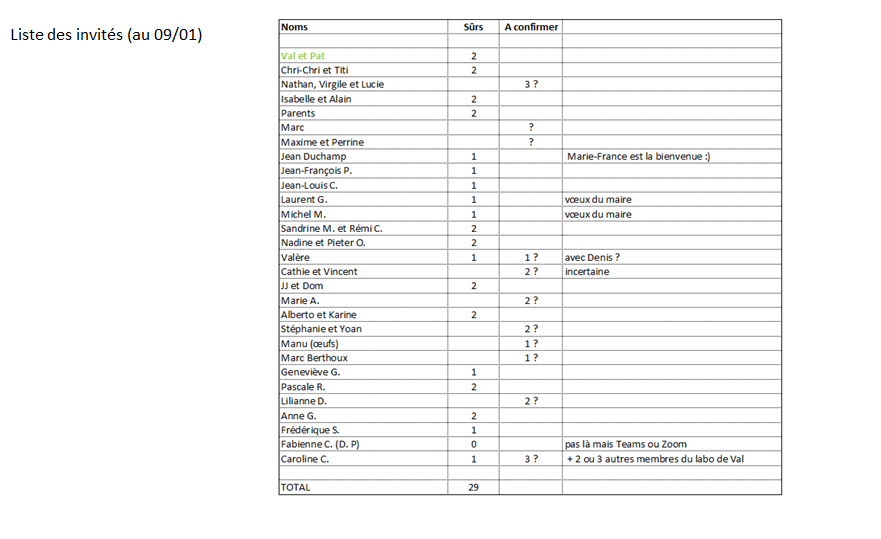 Liste des invités (au 09/01)
Noms Sûrs A confirmer
Val et Pat 2
Chri-Chri et Titi 2
Nathan, Virgile et Lucie 3 ?
Isabelle et Alain 2
Parents 2
Marc ?
Maxime et Perrine ?
Jean Duchamp 1 Marie-France est la bienvenue :)
Jean-François P. 1
Jean-Louis C. 1
Laurent G. 1 vœux du maire
Michel M. 1 vœux du maire
Sandrine M. et Rémi C. 2
Nadine et Pieter O. 2
Valère 1 1 ? avec Denis ?
Cathie et Vincent 2 ? incertaine
JJ et Dom 2
Marie A. 2 ?
Alberto et Karine 2
Stéphanie et Yoan 2 ?
Manu (œufs) 1 ?
Marc Berthoux 1 ?
Geneviève G. 1
Pascale R. 2
Lilianne D. 2 ?
Anne G. 2
Frédérique S. 1
Fabienne C. (D. P) 0 pas là mais Teams ou Zoom
Caroline C. 1 3 ? + 2 ou 3 autres membres du labo de Val
TOTAL 29